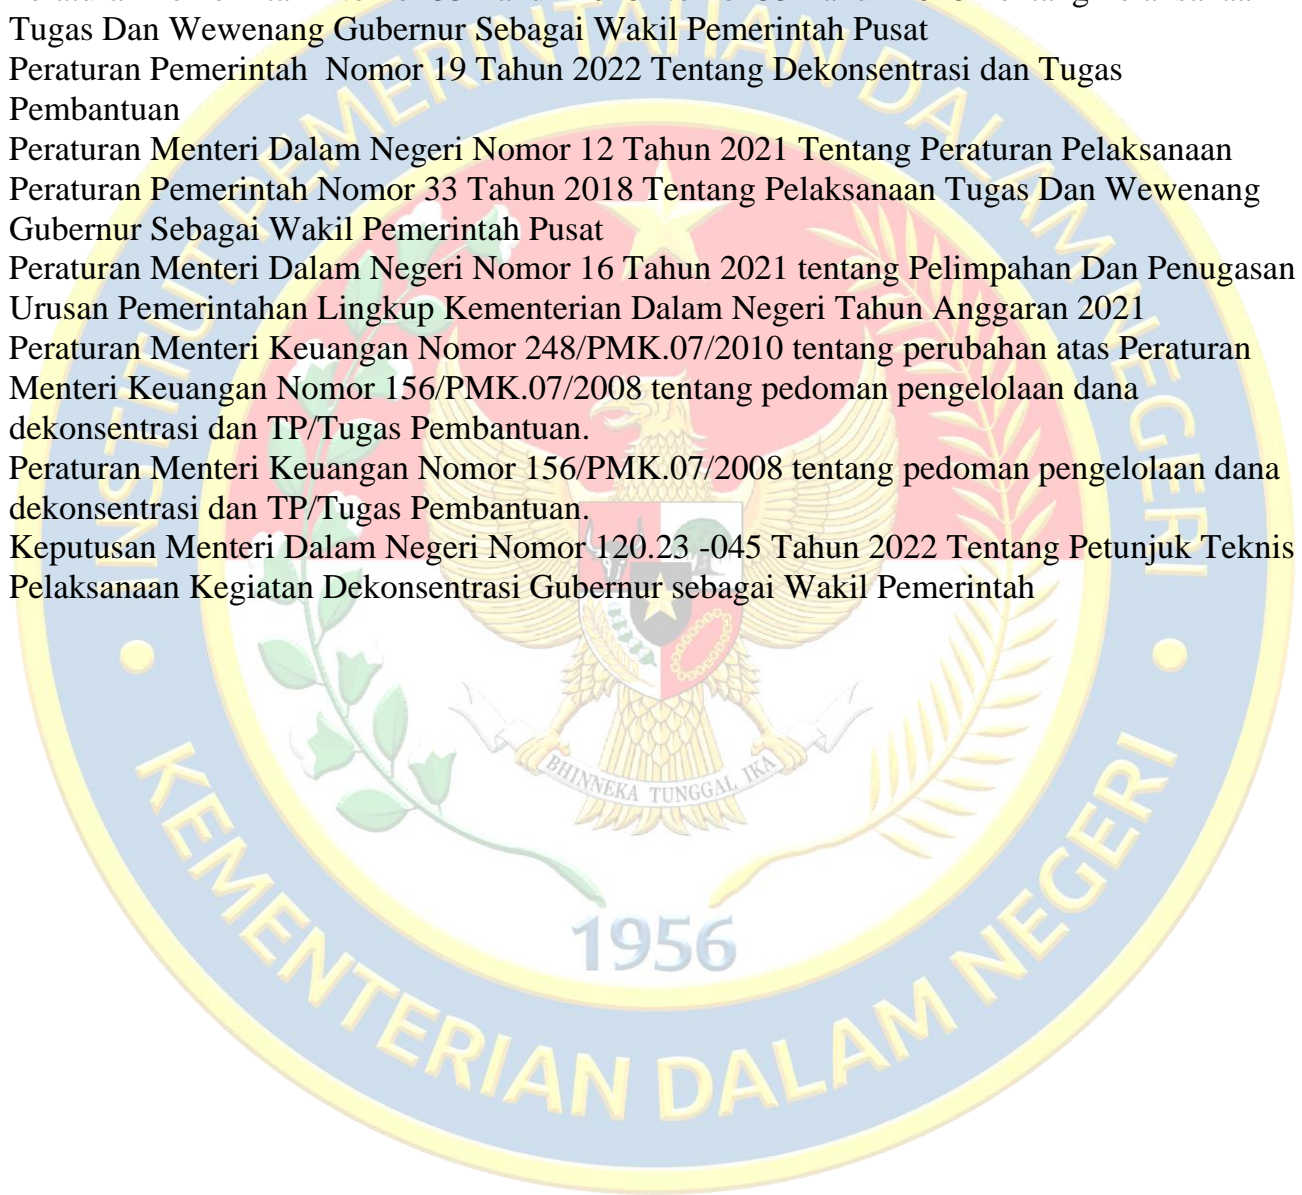 Tugas Dan Wewenang Gubernur Sebagai Wakil Pemerintah Pusat
Peraturan Pemerintah Nomor 19 Tahun 2022 Tentang Dekonsentrasi dan Tugas
Pembantuan
Peraturan Menteri Dalam Negeri Nomor 12 Tahun 2021 Tentang Peraturan Pelaksanaan
Peraturan Pemerintah Nomor 33 Tahun 2018 Tentang Pelaksanaan Tugas Dan Wewenang
Gubernur Sebagai Wakil Pemerintah Pusat
Peraturan Menteri Dalam Negeri Nomor 16 Tahun 2021 tentang Pelimpahan Dan Penugasan
Urusan Pemerintahan Lingkup Kementerian Dalam Negeri Tahun Anggaran 2021
Peraturan Menteri Keuangan Nomor 248/PMK.07/2010 tentang perubahan atas Peraturan
Menteri Keuangan Nomor 156/PMK.07/2008 tentang pedoman pengelolaan dana
dekonsentrasi dan TP/Tugas Pembantuan.
Peraturan Menteri Keuangan Nomor 156/PMK.07/2008 tentang pedoman pengelolaan dana
dekonsentrasi dan TP/Tugas Pembantuan.
Keputusan Menteri Dalam Negeri Nomor 120.23 -045 Tahun 2022 Tentang Petunjuk Teknis
Pelaksanaan Kegiatan Dekonsentrasi Gubernur sebagai Wakil Pemerintah
INSTITUT PEMERINTAHAN DALAM NEGERI
BHINNEKA TUNGGAL IKA
1956
KEMENTERIAN DALAM NEGERI